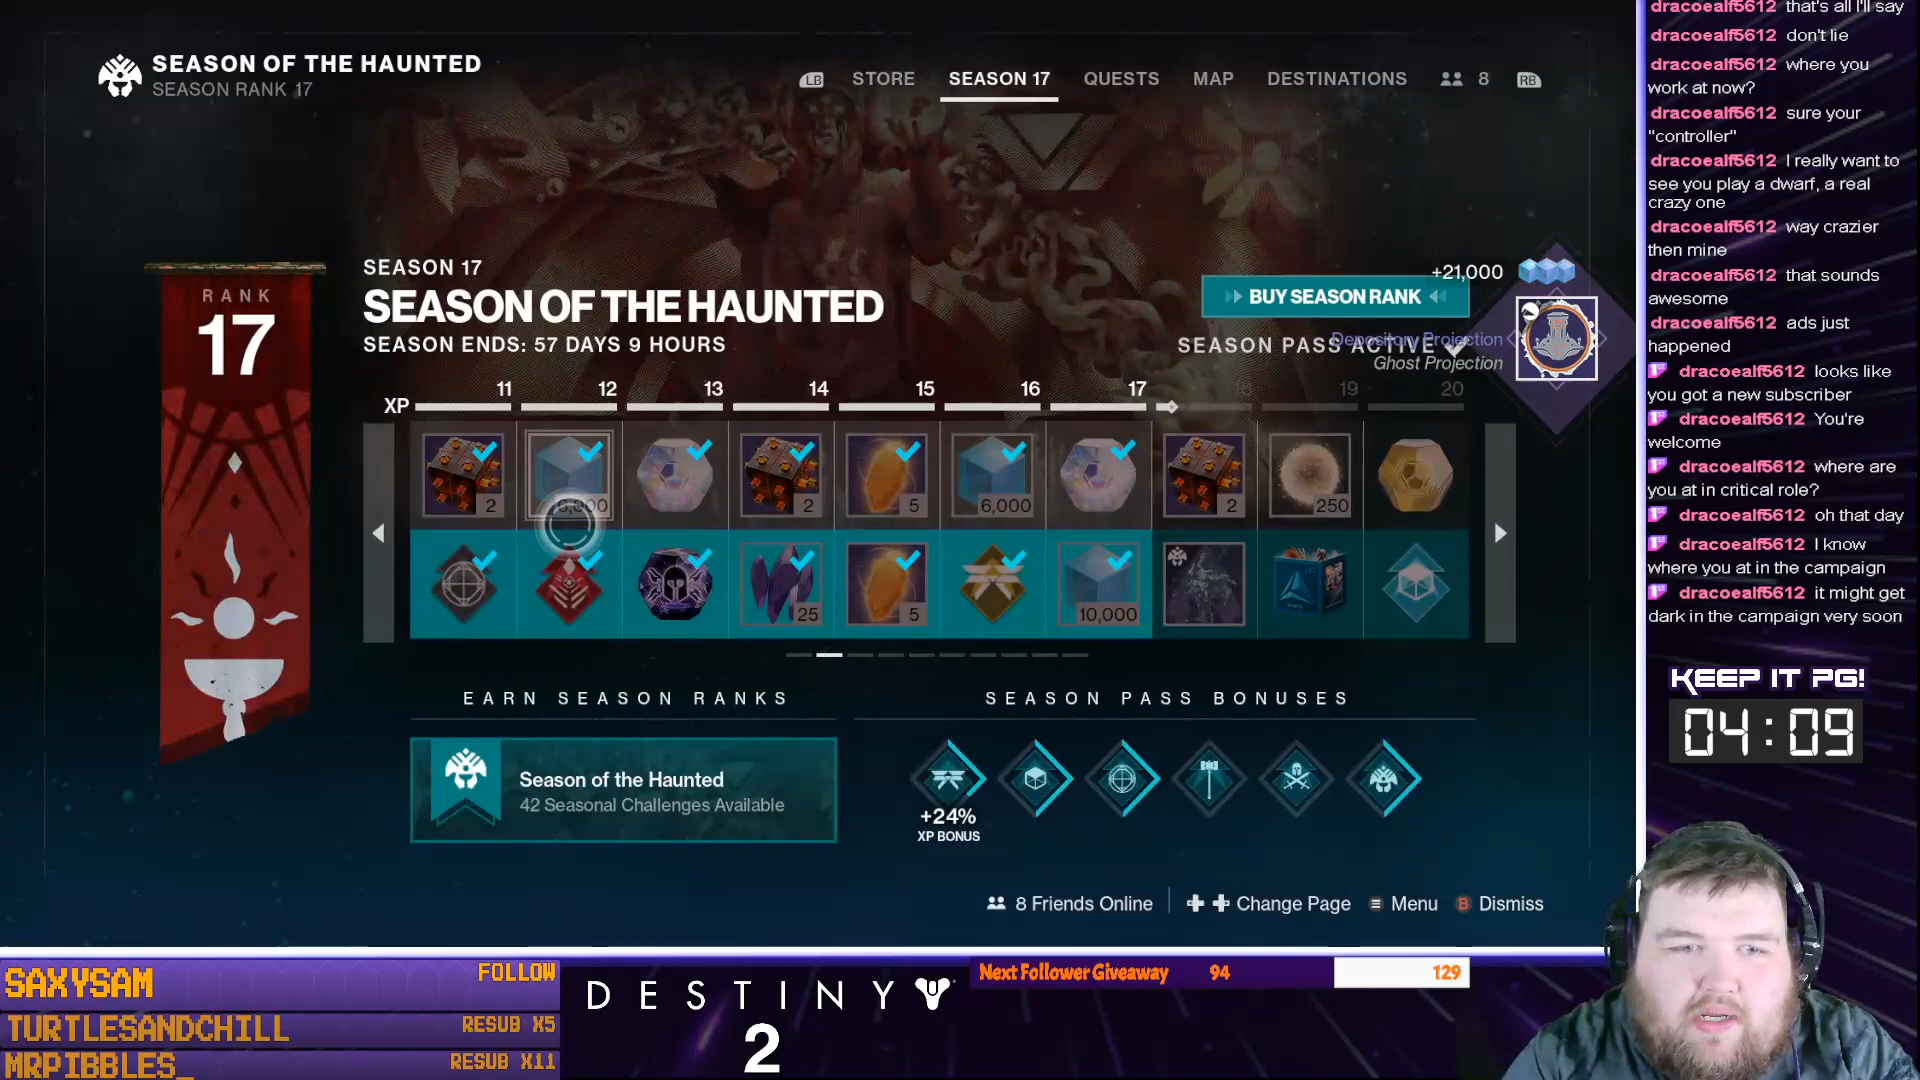 SEASON OF THE HAUNTED
SEASON RANK 17
LB
STORE
SEASON 17
QUESTS
MAP
DESTINATIONS
8
RB
RANK
17
SEASON 17
SEASON OF THE HAUNTED
SEASON ENDS: 57 DAYS 9 HOURS
+21,000
BUY SEASON RANK
SEASON PASS ACTIVE
Depository Projection
Ghost Projection
XP
11
12
13
14
15
16
17
18
19
20
2
6,000
2
5
6,000
2
250
25
5
10,000
EARN SEASON RANKS
SEASON PASS BONUSES
Season of the Haunted
42 Seasonal Challenges Available
+24%
XP BONUS
8 Friends Online
Change Page
Menu
B
Dismiss
SAXYSAM
FOLLOW
TURTLESANDCHILL
RESUB X5
MRPIBBLES_
RESUB X11
DESTINY
2
Next Follower Giveaway
94
129
dracoealf5612 that's all I'll say
dracoealf5612 don't lie
dracoealf5612 where you
work at now?
dracoealf5612 sure your
"controller"
dracoealf5612 I really want to
see you play a dwarf, a real
crazy one
dracoealf5612 way crazier
then mine
dracoealf5612 that sounds
awesome
dracoealf5612 ads just
happened
dracoealf5612 looks like
you got a new subscriber
dracoealf5612 You're
welcome
dracoealf5612 where are
you at in critical role?
dracoealf5612 oh that day
dracoealf5612 I know
where you at in the campaign
dracoealf5612 it might get
dark in the campaign very soon
KEEP IT PG!
04:09